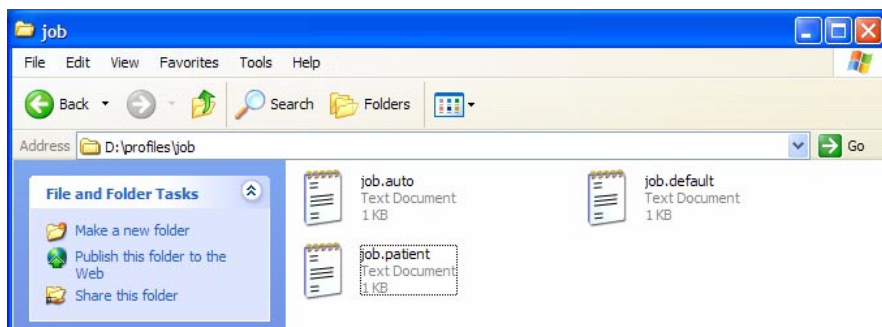 job
File Edit View Favorites Tools Help
Back Search Folders
Address D:\profiles\job Go
File and Folder Tasks
Make a new folder
Publish this folder to the
Web
Share this folder
job.auto
Text Document
1 KB
job.default
Text Document
1 KB
job.patient
Text Document
1 KB